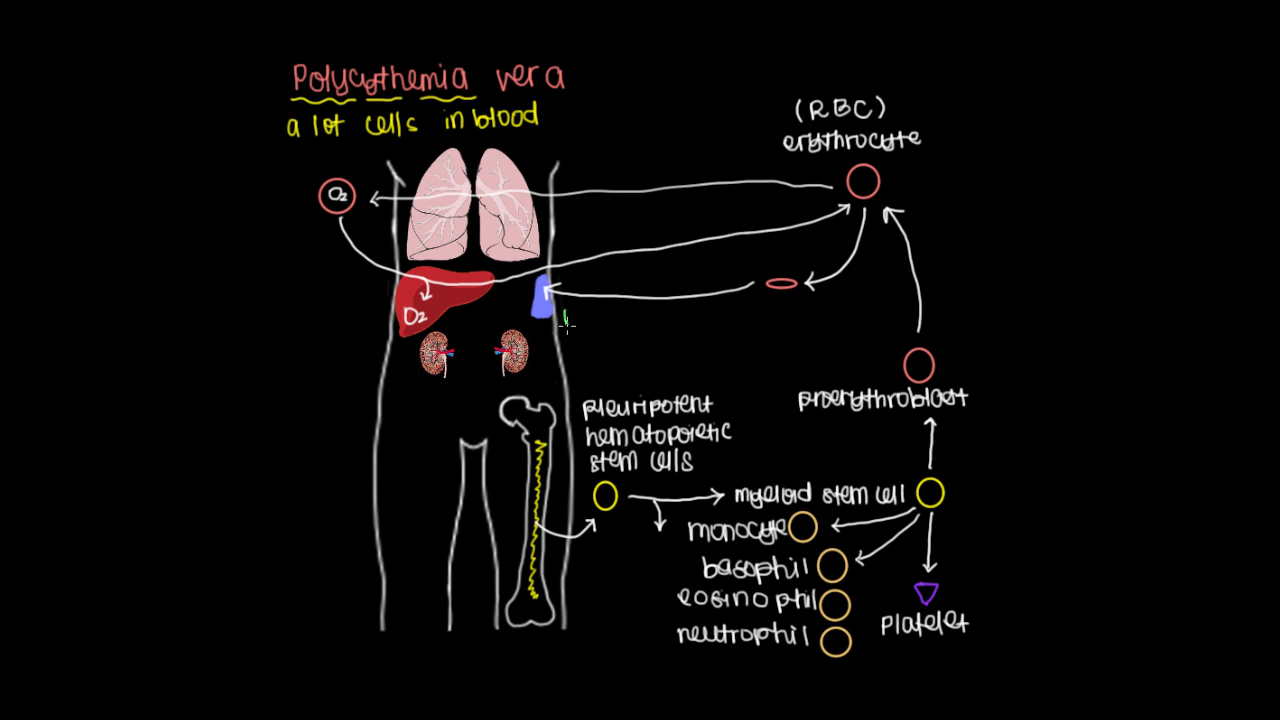 Polycythemia vera
a lot cells in blood
(RBC)
erythrocyte
O2
O2
proerythroblast
pleuripotent
hematopoietic
stem cells
myeloid stem cell
monocyte
basophil
eosinophil
neutrophil
platelet